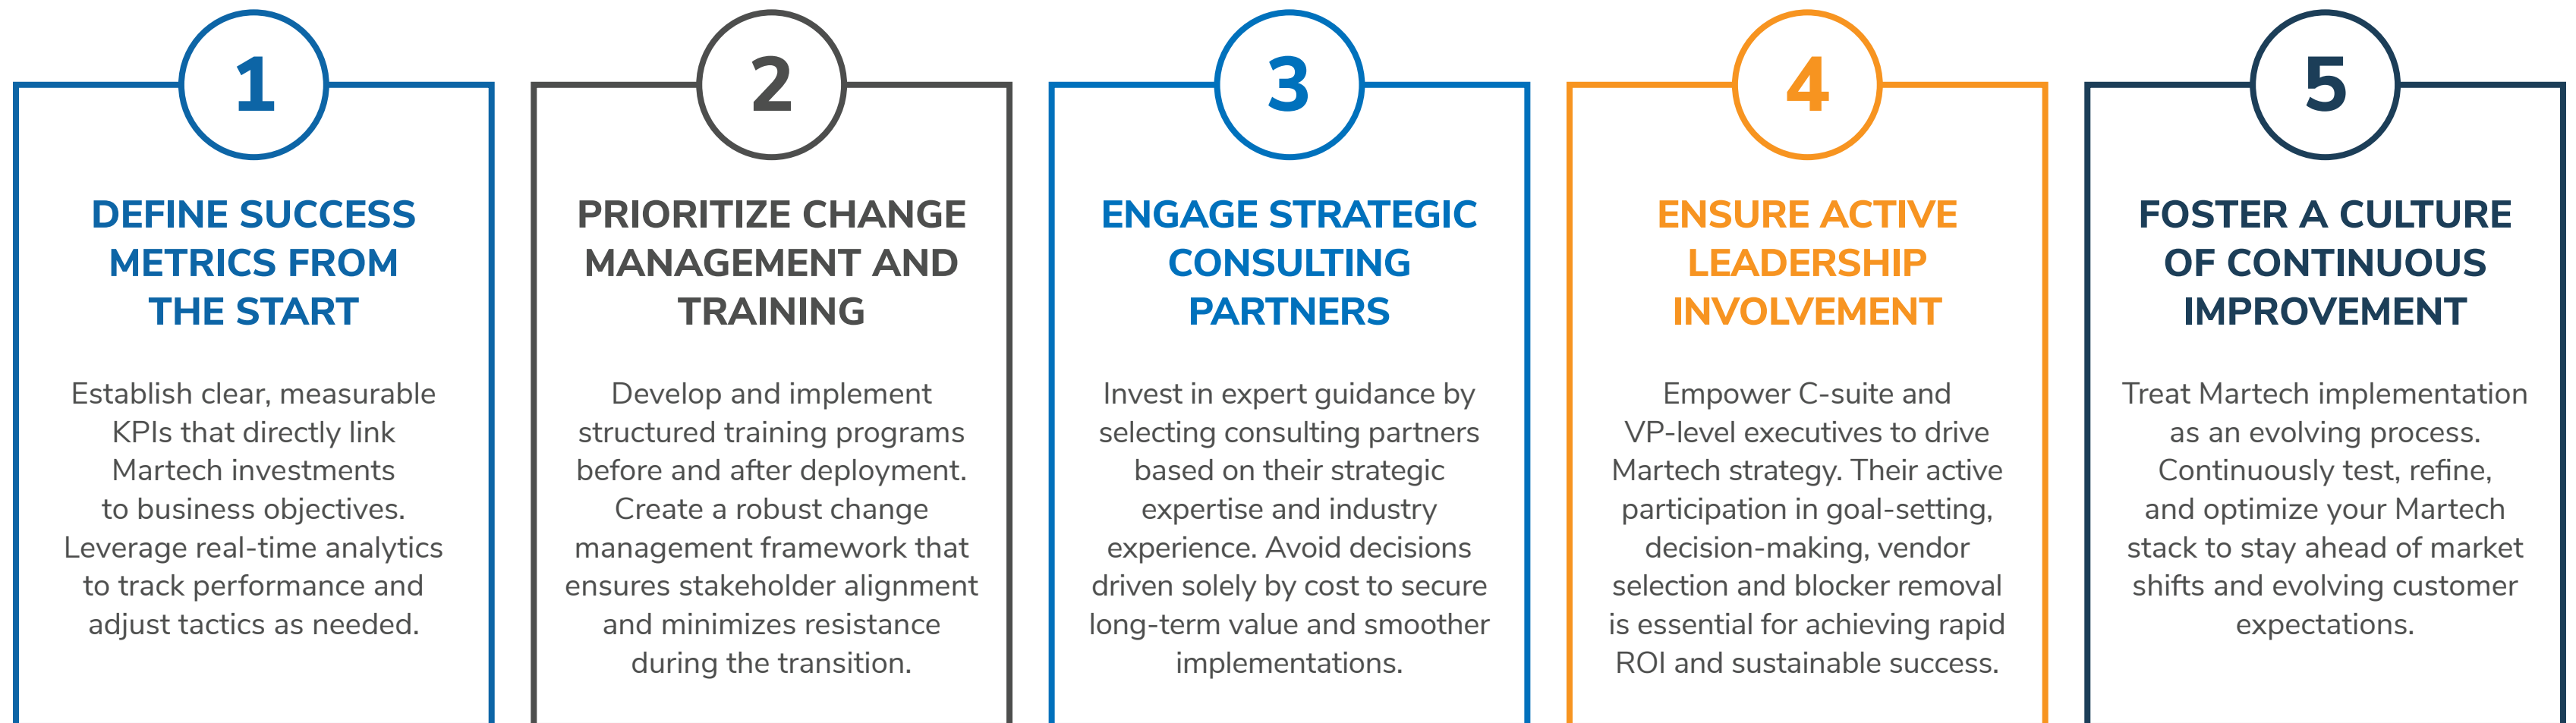 1
DEFINE SUCCESS
METRICS FROM
THE START
Establish clear, measurable
KPIs that directly link
Martech investments
to business objectives.
Leverage real-time analytics
to track performance and
adjust tactics as needed.
2
PRIORITIZE CHANGE
MANAGEMENT AND
TRAINING
Develop and implement
structured training programs
before and after deployment.
Create a robust change
management framework that
ensures stakeholder alignment
and minimizes resistance
during the transition.
3
ENGAGE STRATEGIC
CONSULTING
PARTNERS
Invest in expert guidance by
selecting consulting partners
based on their strategic
expertise and industry
experience. Avoid decisions
driven solely by cost to secure
long-term value and smoother
implementations.
4
ENSURE ACTIVE
LEADERSHIP
INVOLVEMENT
Empower C-suite and
VP-level executives to drive
Martech strategy. Their active
participation in goal-setting,
decision-making, vendor
selection and blocker removal
is essential for achieving rapid
ROI and sustainable success.
5
FOSTER A CULTURE
OF CONTINUOUS
IMPROVEMENT
Treat Martech implementation
as an evolving process.
Continuously test, refine,
and optimize your Martech
stack to stay ahead of market
shifts and evolving customer
expectations.